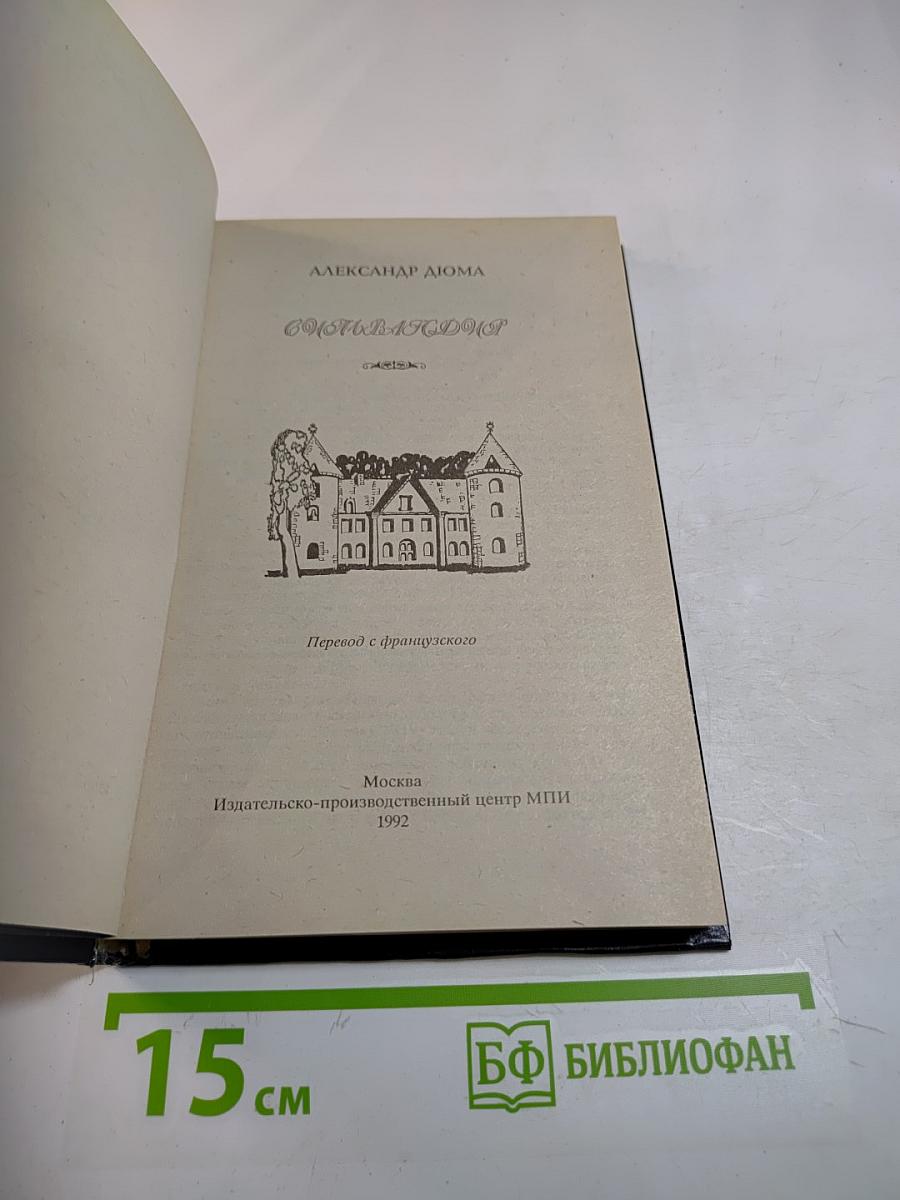 АЛЕКСАНДР ДЮМА
СИЛЬВАНДИР
Перевод с французского
Москва
Издательско-производственный центр МПИ
1992
15 см
БФ БИБЛИОФАН